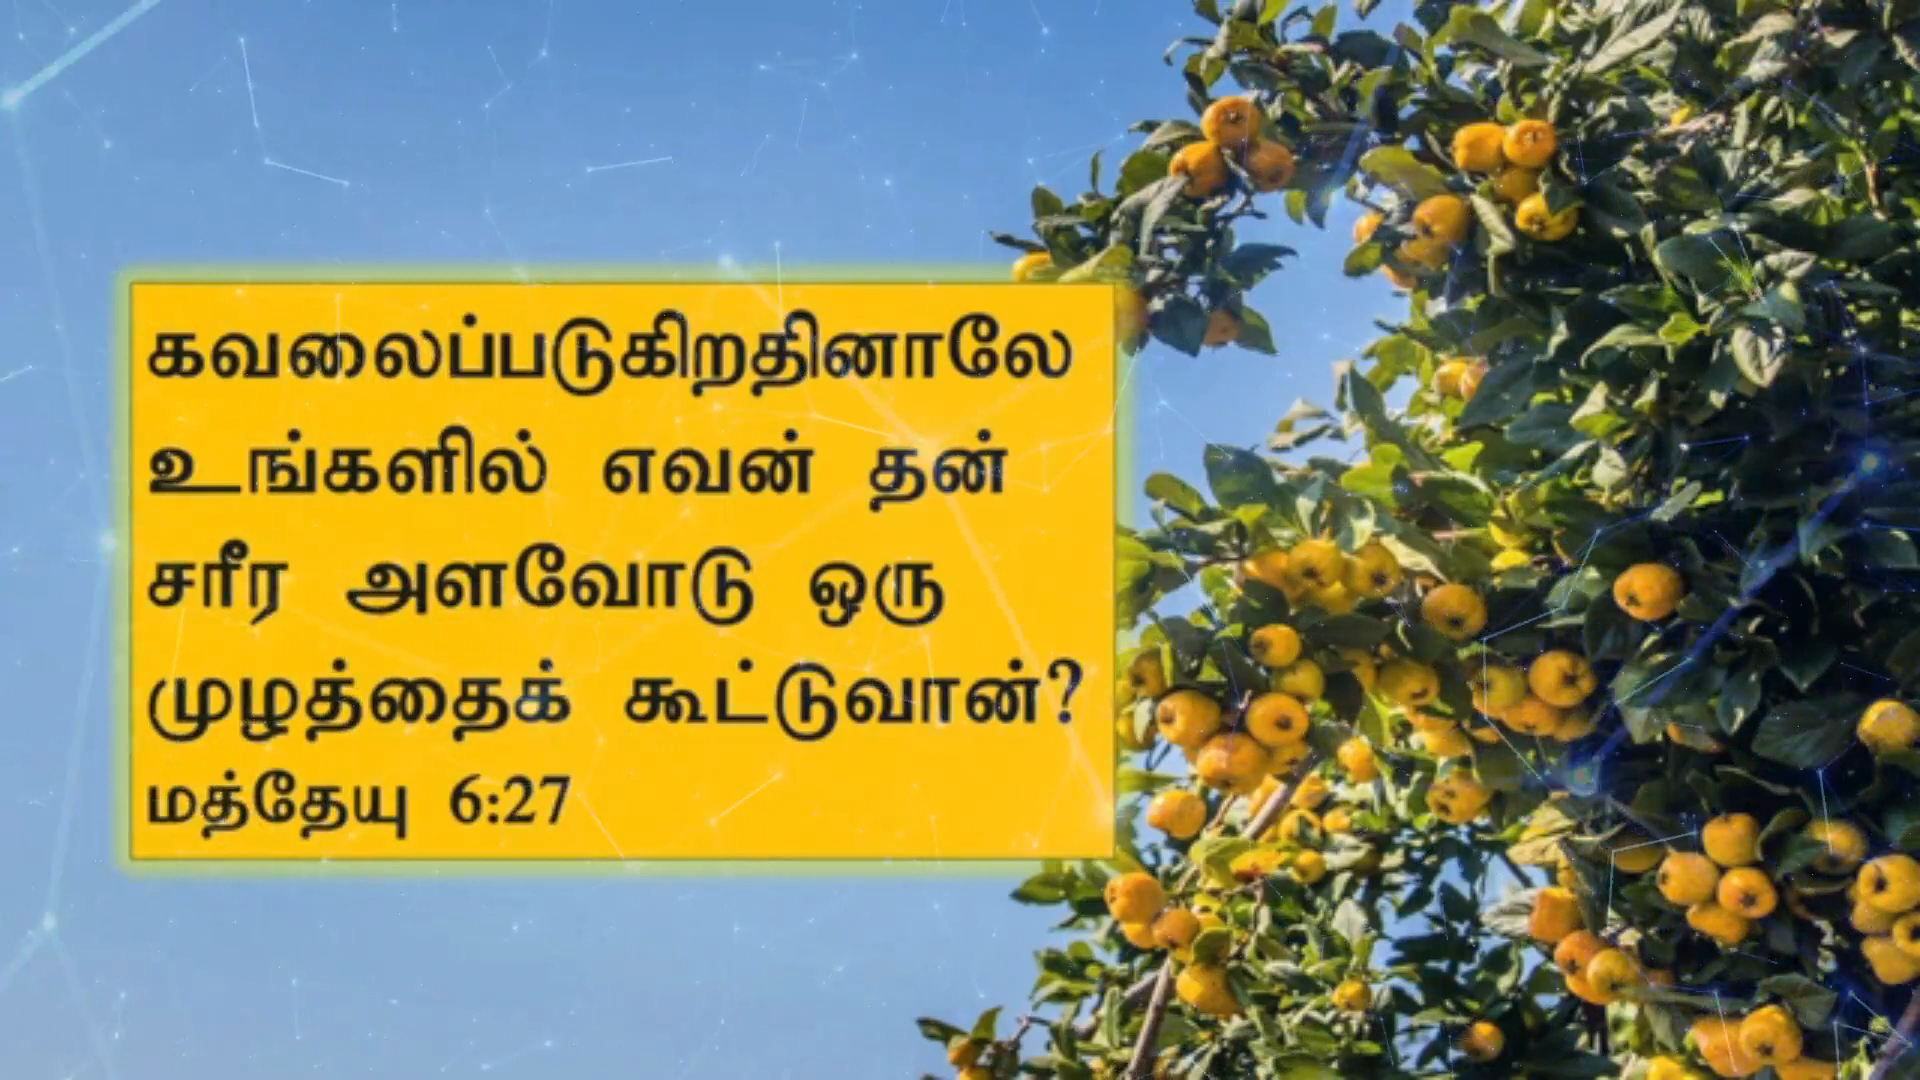 கவலைப்படுகிறதினாலே
உங்களில் எவன் தன்
சரீர அளவோடு ஒரு
முழத்தைக் கூட்டுவான்?
மத்தேயு 6:27